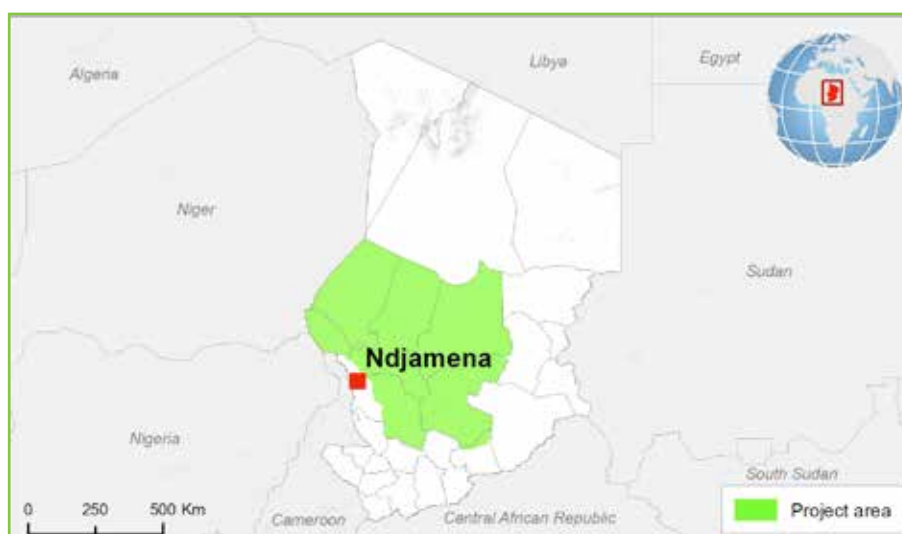 Algeria
Libya
Egypt
Niger
Sudan
Ndjamena
Nigeria
South Sudan
0 250 500 Km
Cameroon
Central African Republic
Project area